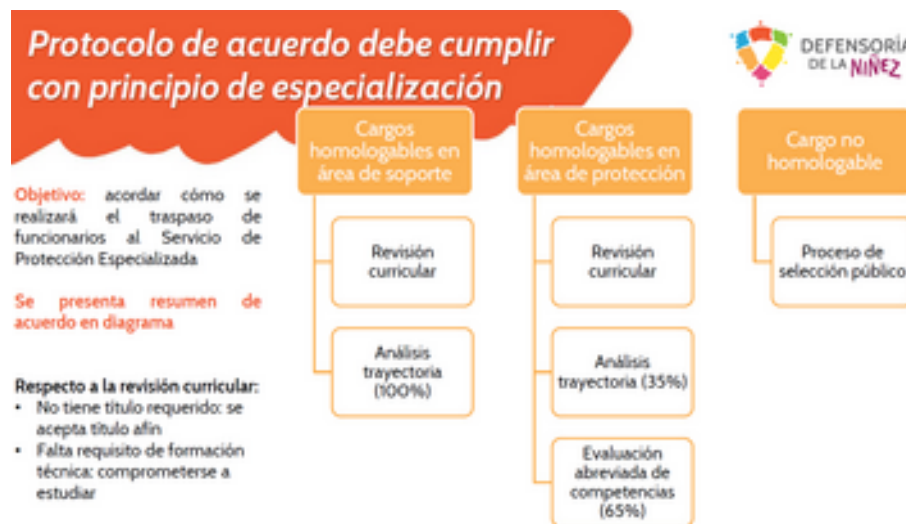 Protocolo de acuerdo debe cumplir
con principio de especialización
DEFENSORÍA
DE LA NIÑEZ
Objetivo: acordar cómo se
realizará el traspaso de
funcionarios al Servicio de
Protección Especializada
Se presenta resumen de
acuerdo en diagrama
Respecto a la revisión curricular:
• No tiene título requerido: se
acepta título afín
• Falta requisito de formación
técnica: comprometerse a
estudiar
Cargos
homologables en
área de soporte
Revisión
curricular
Análisis
trayectoria
(100%)
Cargos
homologables en
área de protección
Revisión
curricular
Análisis
trayectoria (35%)
Evaluación
abreviada de
competencias
(65%)
Cargo no
homologable
Proceso de
selección público